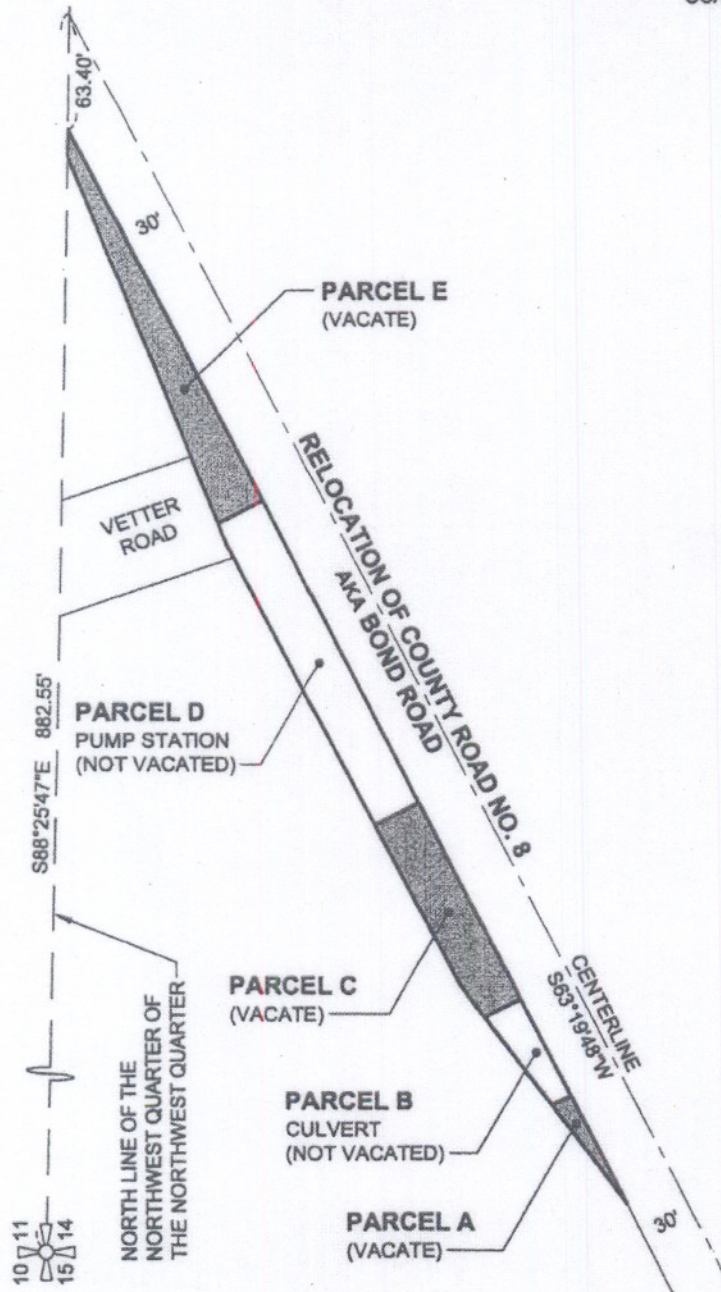 63.40'
30'
PARCEL E
(VACATE)
RELOCATION OF COUNTY ROAD NO. 8
AKA BOND ROAD
VETTER
ROAD
S88°25'47"E 882.55'
PARCEL D
PUMP STATION
(NOT VACATED)
PARCEL C
(VACATE)
CENTERLINE
S63°19'48"W
NORTH LINE OF THE
NORTHWEST QUARTER OF
THE NORTHWEST QUARTER
PARCEL B
CULVERT
(NOT VACATED)
PARCEL A
(VACATE)
30'
10 11
15 14